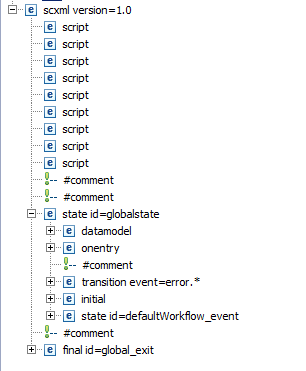 scxml version=1.0
script
script
script
script
script
script
script
script
script
#comment
#comment
state id=globalstate
datamodel
onentry
#comment
transition event=error.*
initial
state id=defaultWorkflow_event
#comment
final id=global_exit